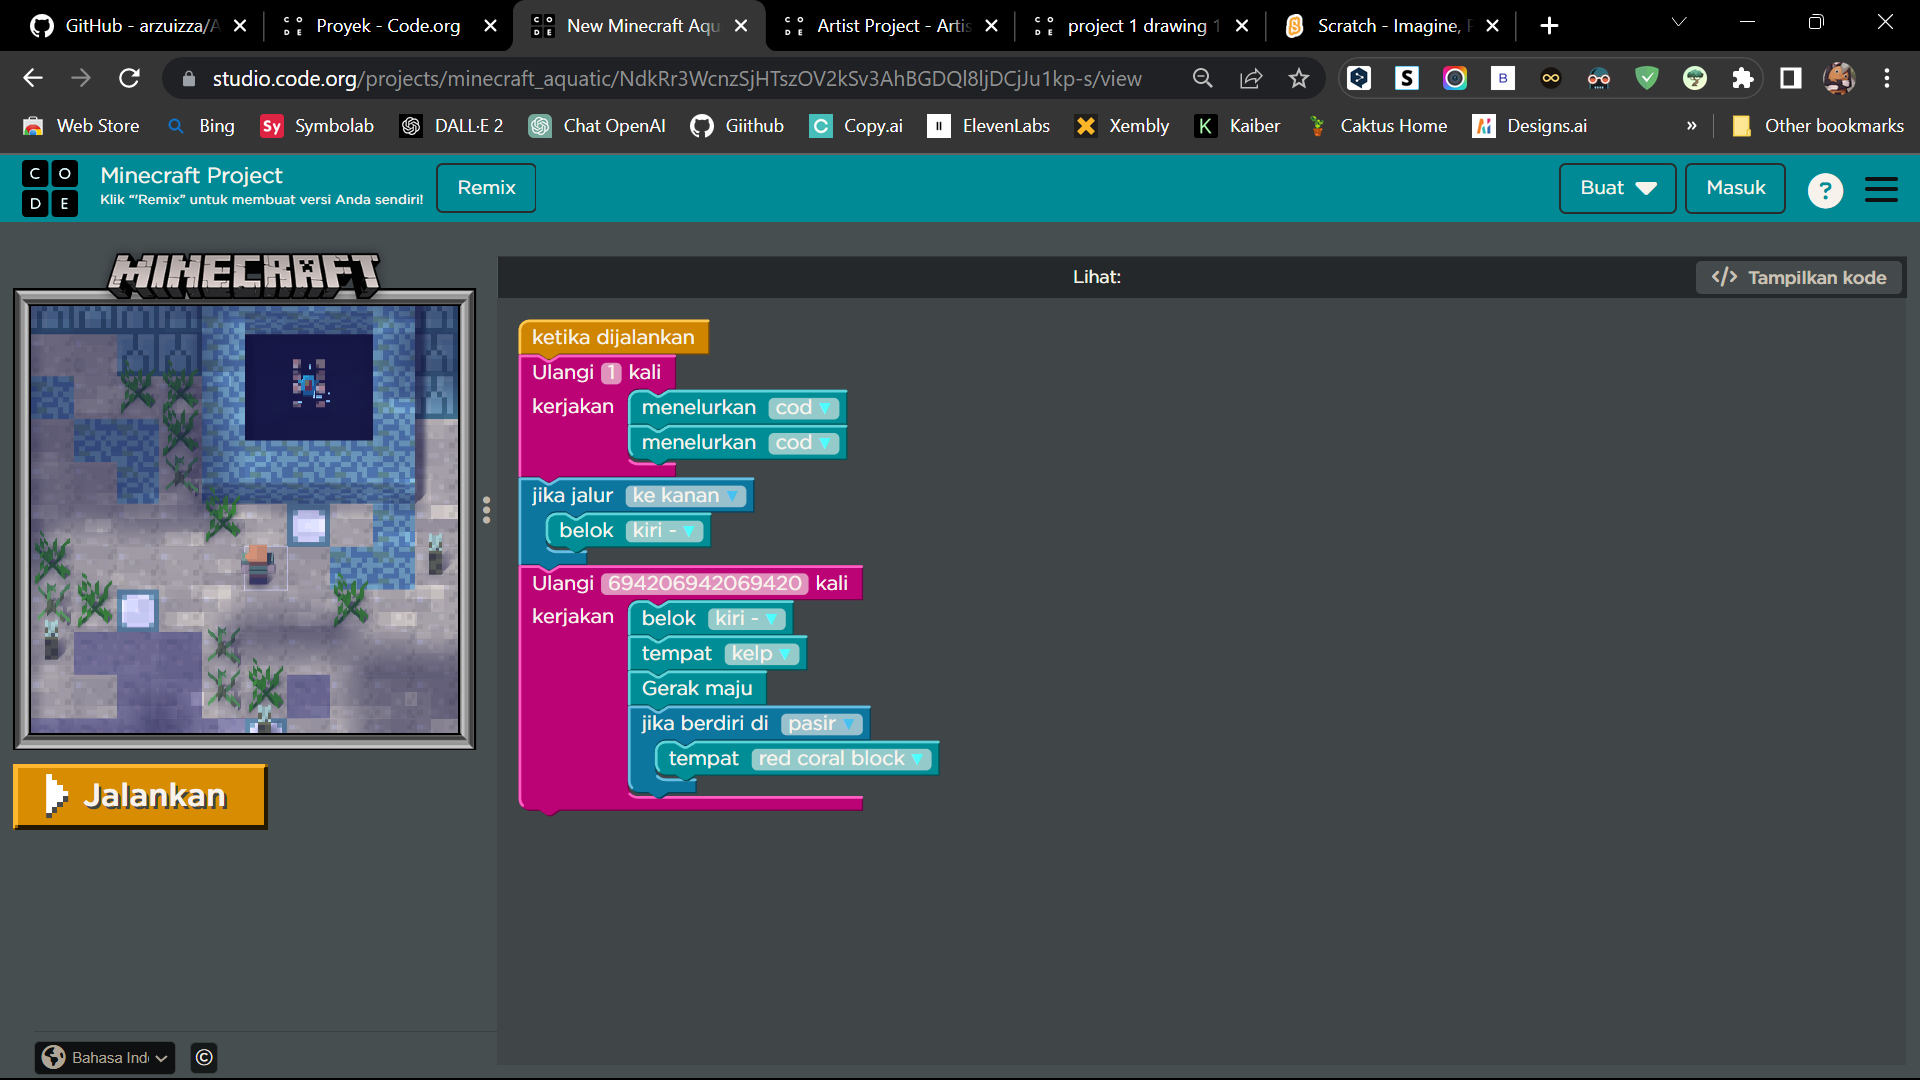 GitHub - arzuizza/A
Proyek - Code.org
New Minecraft Aqu
Artist Project - Artis
project 1 drawing 1
Scratch - Imagine, P
studio.code.org/projects/minecraft_aquatic/NdkRr3WcnzSjHTszOV2kSv3AhBGDQl8ljDCjJu1kp-s/view
Web Store
Bing
Sy Symbolab
DALL·E 2
Chat OpenAI
Giithub
C Copy.ai
ElevenLabs
Xembly
K Kaiber
Caktus Home
Designs.ai
»
Other bookmarks
CODE
Minecraft Project
Klik “"Remix” untuk membuat versi Anda sendiri!
Remix
Buat
Masuk
?
MINECRAFT
Lihat:
</> Tampilkan kode
ketika dijalankan
Ulangi 1 kali
kerjakan menelurkan cod
menelurkan cod
jika jalur ke kanan
belok kiri -
Ulangi 694206942069420 kali
kerjakan belok kiri -
tempat kelp
Gerak maju
jika berdiri di pasir
tempat red coral block
Jalankan
Bahasa Ind
©